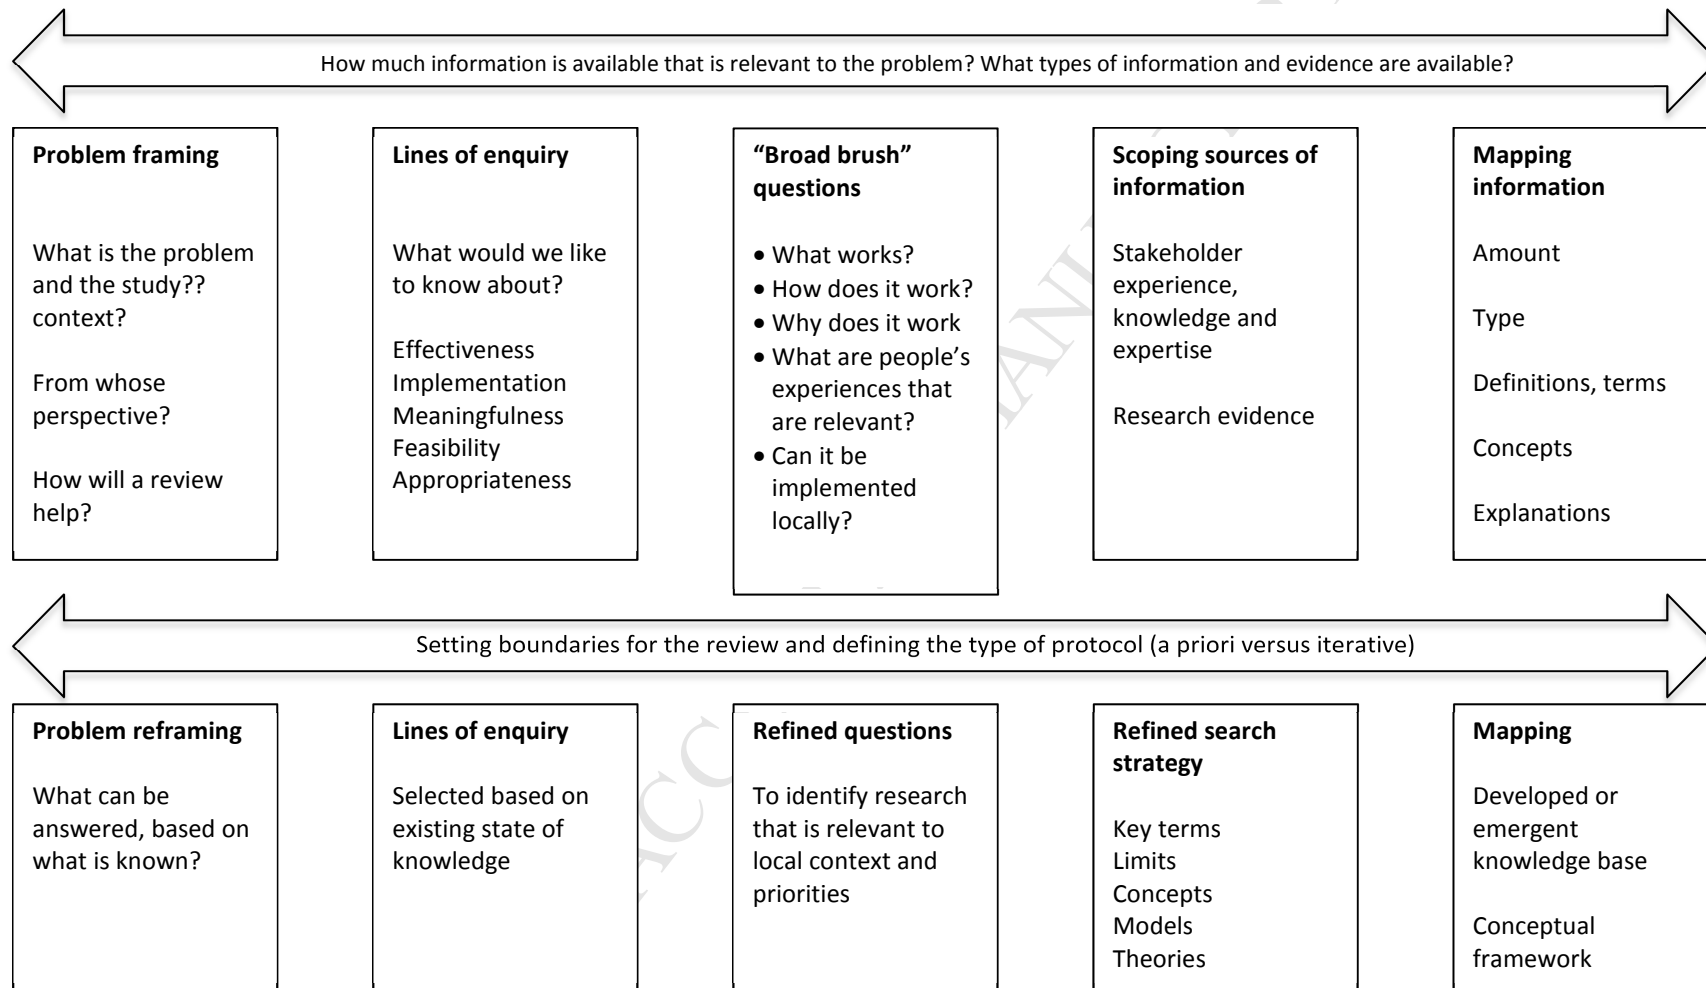 How much information is available that is relevant to the problem? What types of information and evidence are available?
Problem framing
What is the problem
and the study??
context?
From whose
perspective?
How will a review
help?
Lines of enquiry
What would we like
to know about?
Effectiveness
Implementation
Meaningfulness
Feasibility
Appropriateness
“Broad brush”
questions
• What works?
• How does it work?
• Why does it work
• What are people’s
experiences that
are relevant?
• Can it be
implemented
locally?
Scoping sources of
information
Stakeholder
experience,
knowledge and
expertise
Research evidence
Mapping
information
Amount
Type
Definitions, terms
Concepts
Explanations
Setting boundaries for the review and defining the type of protocol (a priori versus iterative)
Problem reframing
What can be
answered, based on
what is known?
Lines of enquiry
Selected based on
existing state of
knowledge
Refined questions
To identify research
that is relevant to
local context and
priorities
Refined search
strategy
Key terms
Limits
Concepts
Models
Theories
Mapping
Developed or
emergent
knowledge base
Conceptual
framework